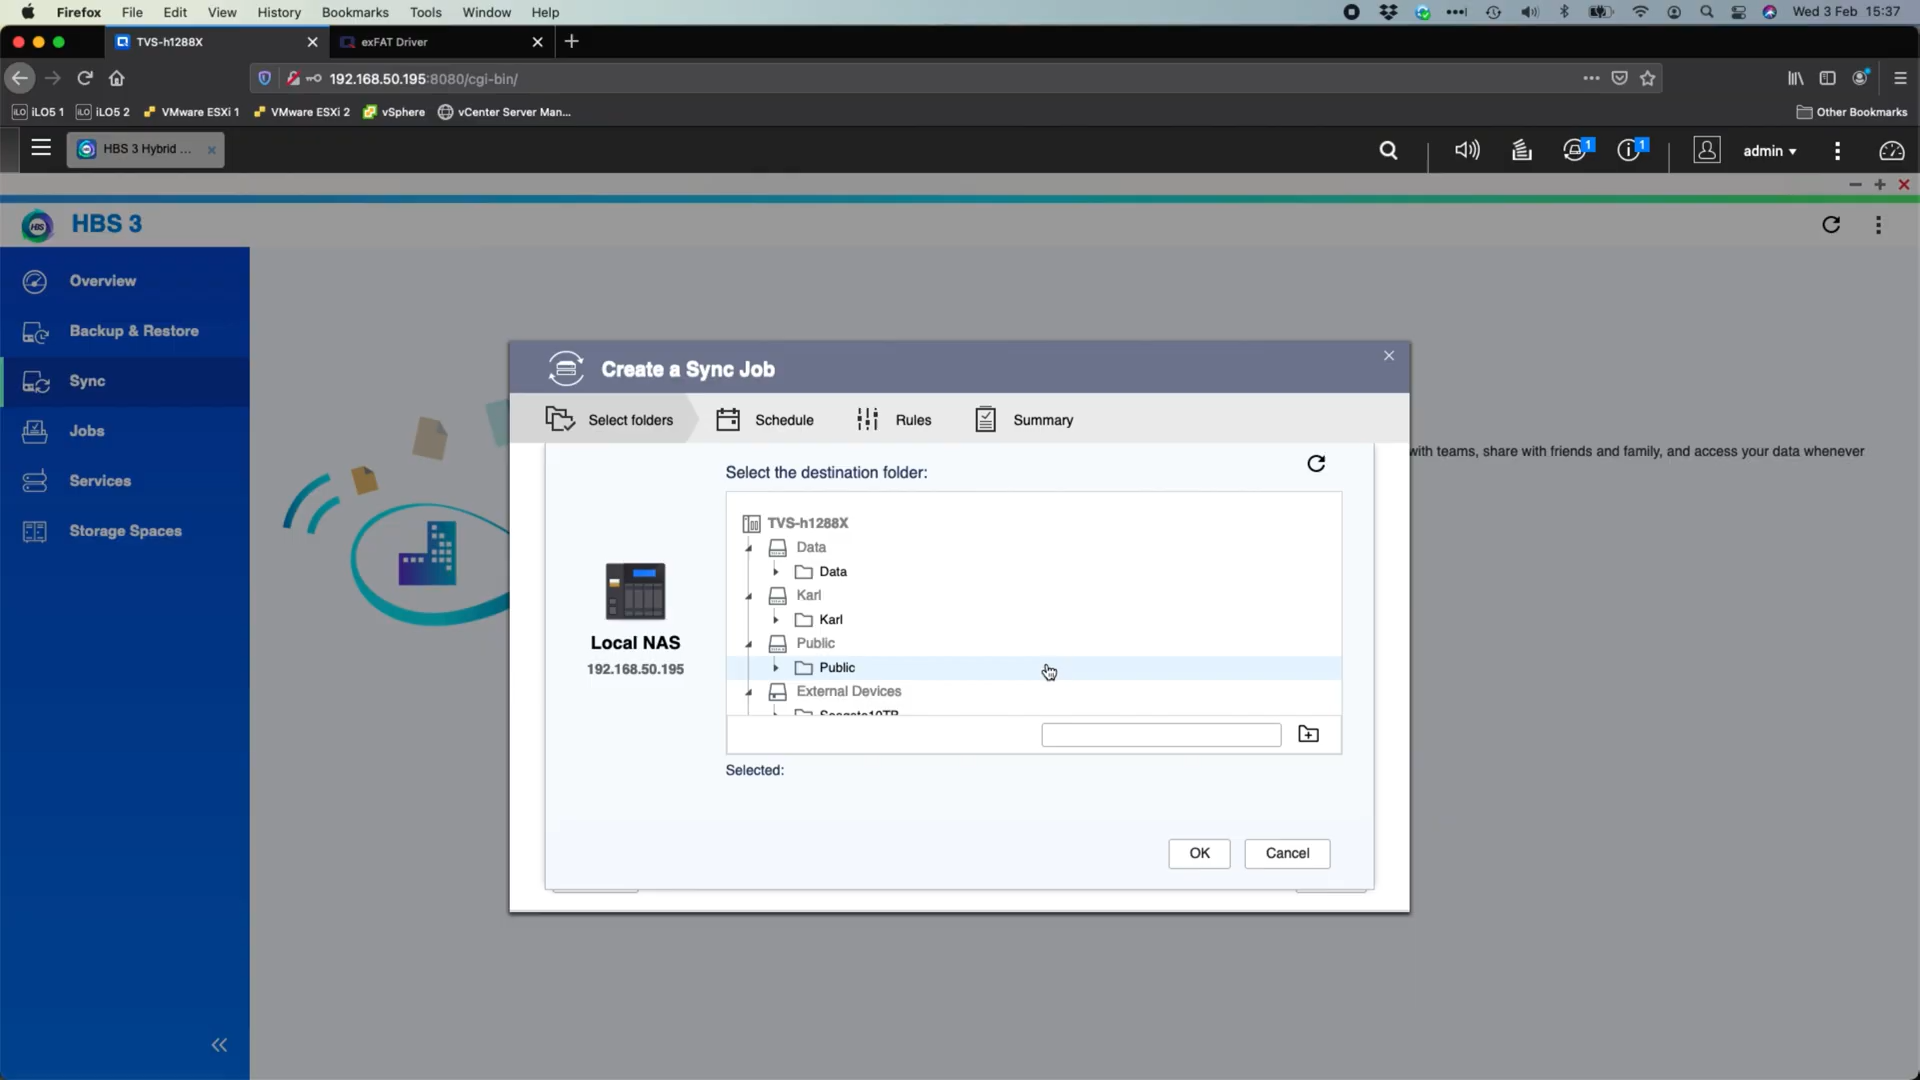 Firefox File Edit View History Bookmarks Tools Window Help Wed 3 Feb 15:37
TVS-h1288X exFAT Driver
192.168.50.195:8080/cgi-bin/
iLO5 1 iLO5 2 VMware ESXi 1 VMware ESXi 2 vSphere vCenter Server Man... Other Bookmarks
HBS 3 Hybrid ... 1 1 admin
HBS 3
Overview
Backup & Restore
Sync
Jobs
Services
Storage Spaces
with teams, share with friends and family, and access your data whenever
Create a Sync Job
Select folders Schedule Rules Summary
Select the destination folder:
TVS-h1288X
Data
Data
Karl
Karl
Public
Public
External Devices
Seagate10TB
Local NAS
192.168.50.195
Selected:
OK Cancel